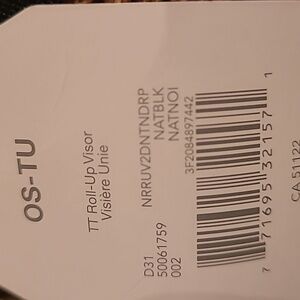 OS-TU
TT Roll-Up Visor
Visière Unie
D31 NRRUV2DNTNDRP
50061759 NATBLK
002 NATNOI
3F2084897442
7 71695 32157 1
CA 51122